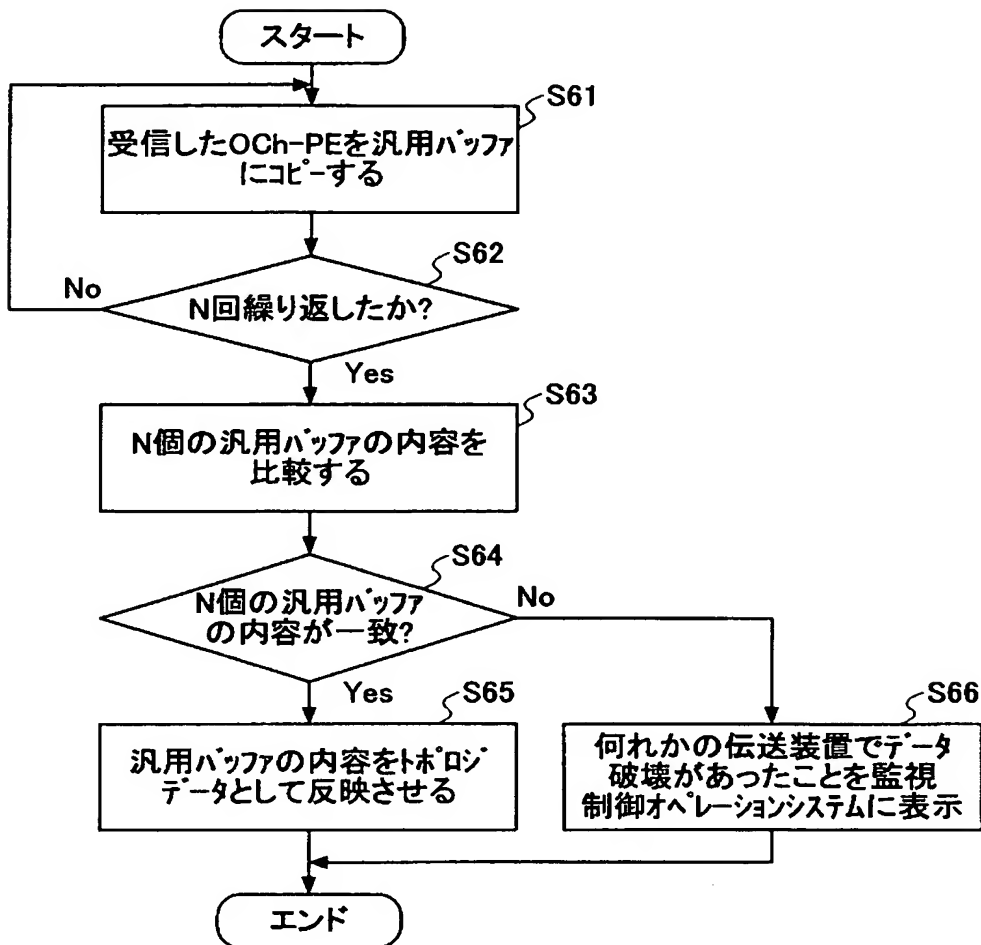 スタート
S61
受信したOCh-PEを汎用バッファ
にコピーする
S62
No
N回繰り返したか?
Yes
S63
N個の汎用バッファの内容を
比較する
S64
N個の汎用バッファ
の内容が一致?
No
Yes
S65
汎用バッファの内容をトポロジ
データとして反映させる
S66
何れかの伝送装置でデータ
破壊があったことを監視
制御オペレーションシステムに表示
エンド